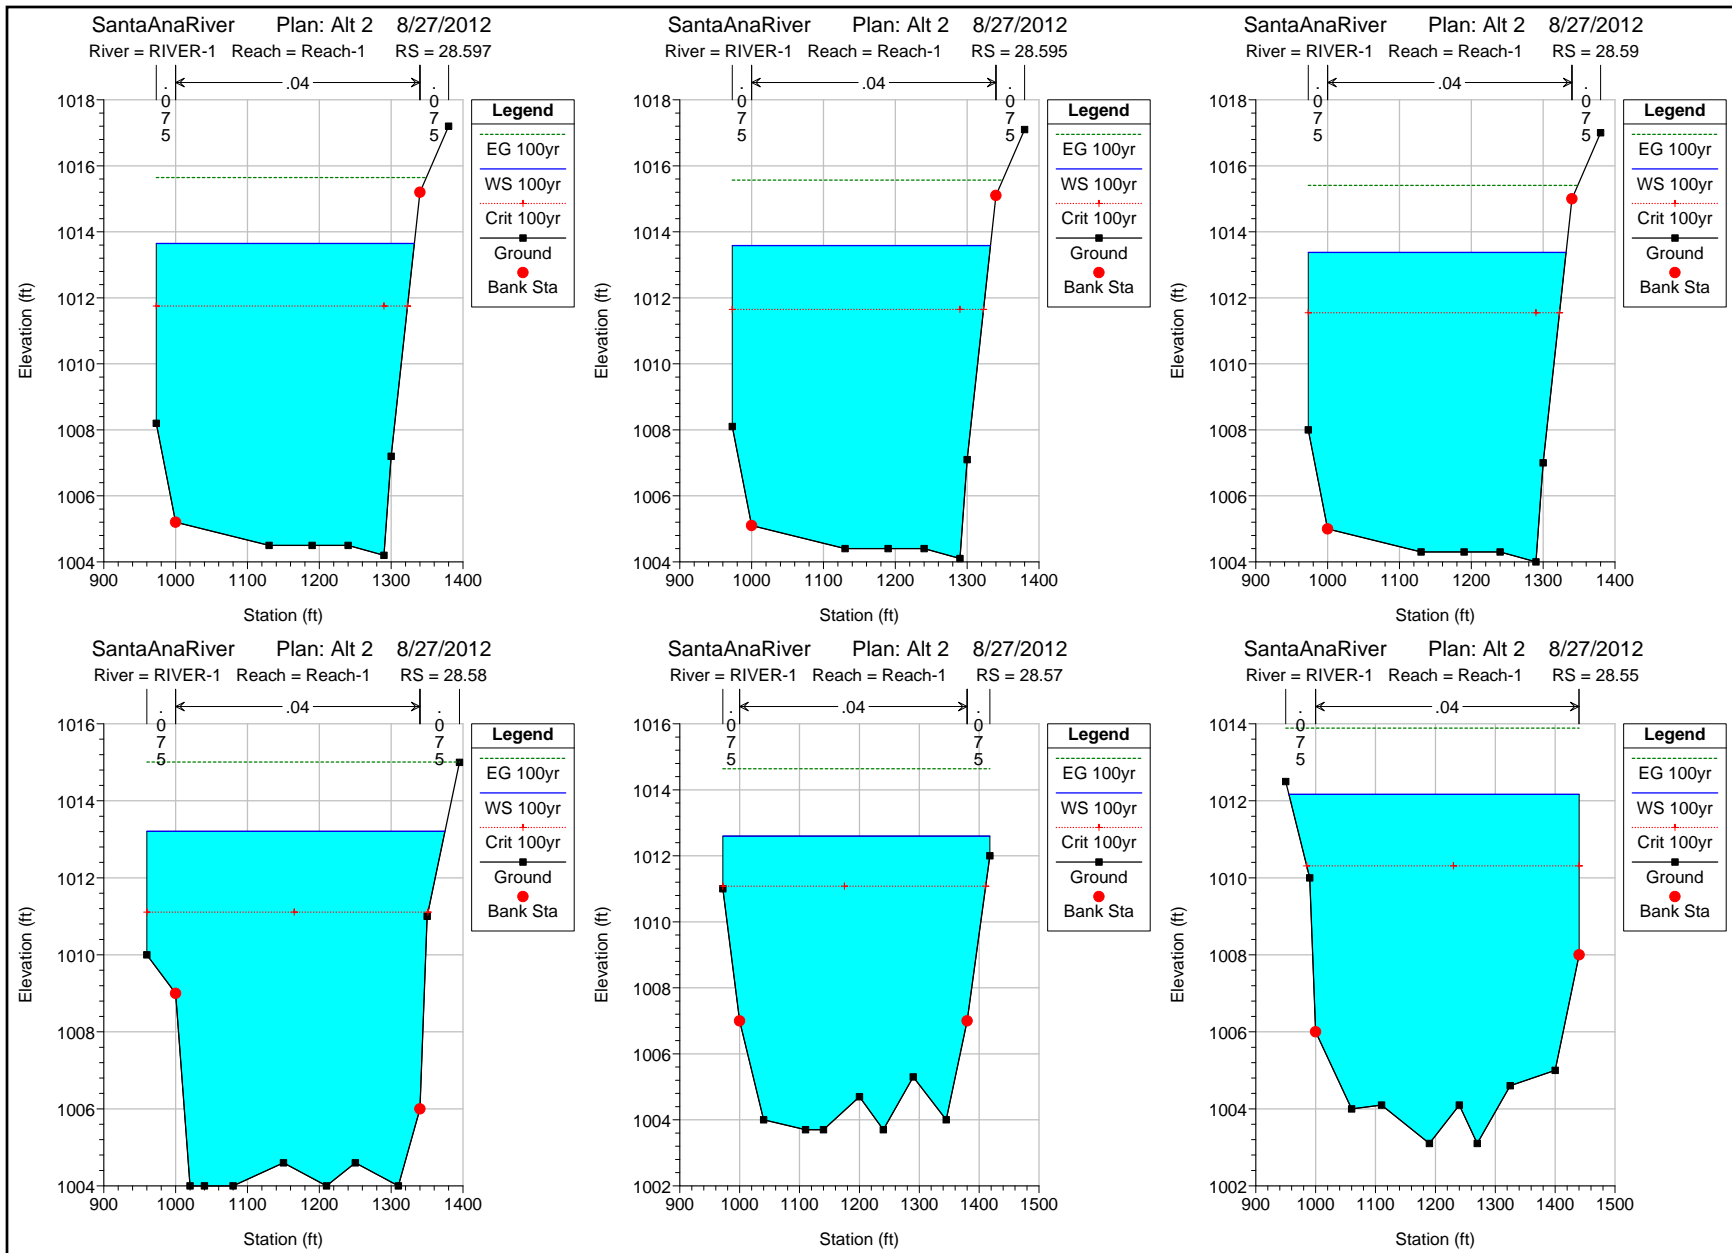 SantaAnaRiver Plan: Alt 2 8/27/2012
River = RIVER-1 Reach = Reach-1 RS = 28.597
.075
.04
.075
Legend
EG 100yr
WS 100yr
Crit 100yr
Ground
Bank Sta
1018
1016
1014
1012
1010
1008
1006
1004
Elevation (ft)
900 1000 1100 1200 1300 1400
Station (ft)
SantaAnaRiver Plan: Alt 2 8/27/2012
River = RIVER-1 Reach = Reach-1 RS = 28.595
.075
.04
.075
Legend
EG 100yr
WS 100yr
Crit 100yr
Ground
Bank Sta
1018
1016
1014
1012
1010
1008
1006
1004
Elevation (ft)
900 1000 1100 1200 1300 1400
Station (ft)
SantaAnaRiver Plan: Alt 2 8/27/2012
River = RIVER-1 Reach = Reach-1 RS = 28.59
.075
.04
.075
Legend
EG 100yr
WS 100yr
Crit 100yr
Ground
Bank Sta
1018
1016
1014
1012
1010
1008
1006
1004
Elevation (ft)
900 1000 1100 1200 1300 1400
Station (ft)
SantaAnaRiver Plan: Alt 2 8/27/2012
River = RIVER-1 Reach = Reach-1 RS = 28.58
.075
.04
.075
Legend
EG 100yr
WS 100yr
Crit 100yr
Ground
Bank Sta
1016
1014
1012
1010
1008
1006
1004
Elevation (ft)
900 1000 1100 1200 1300 1400
Station (ft)
SantaAnaRiver Plan: Alt 2 8/27/2012
River = RIVER-1 Reach = Reach-1 RS = 28.57
.075
.04
.075
Legend
EG 100yr
WS 100yr
Crit 100yr
Ground
Bank Sta
1016
1014
1012
1010
1008
1006
1004
1002
Elevation (ft)
900 1000 1100 1200 1300 1400 1500
Station (ft)
SantaAnaRiver Plan: Alt 2 8/27/2012
River = RIVER-1 Reach = Reach-1 RS = 28.55
.075
.04
Legend
EG 100yr
WS 100yr
Crit 100yr
Ground
Bank Sta
1014
1012
1010
1008
1006
1004
1002
Elevation (ft)
900 1000 1100 1200 1300 1400 1500
Station (ft)